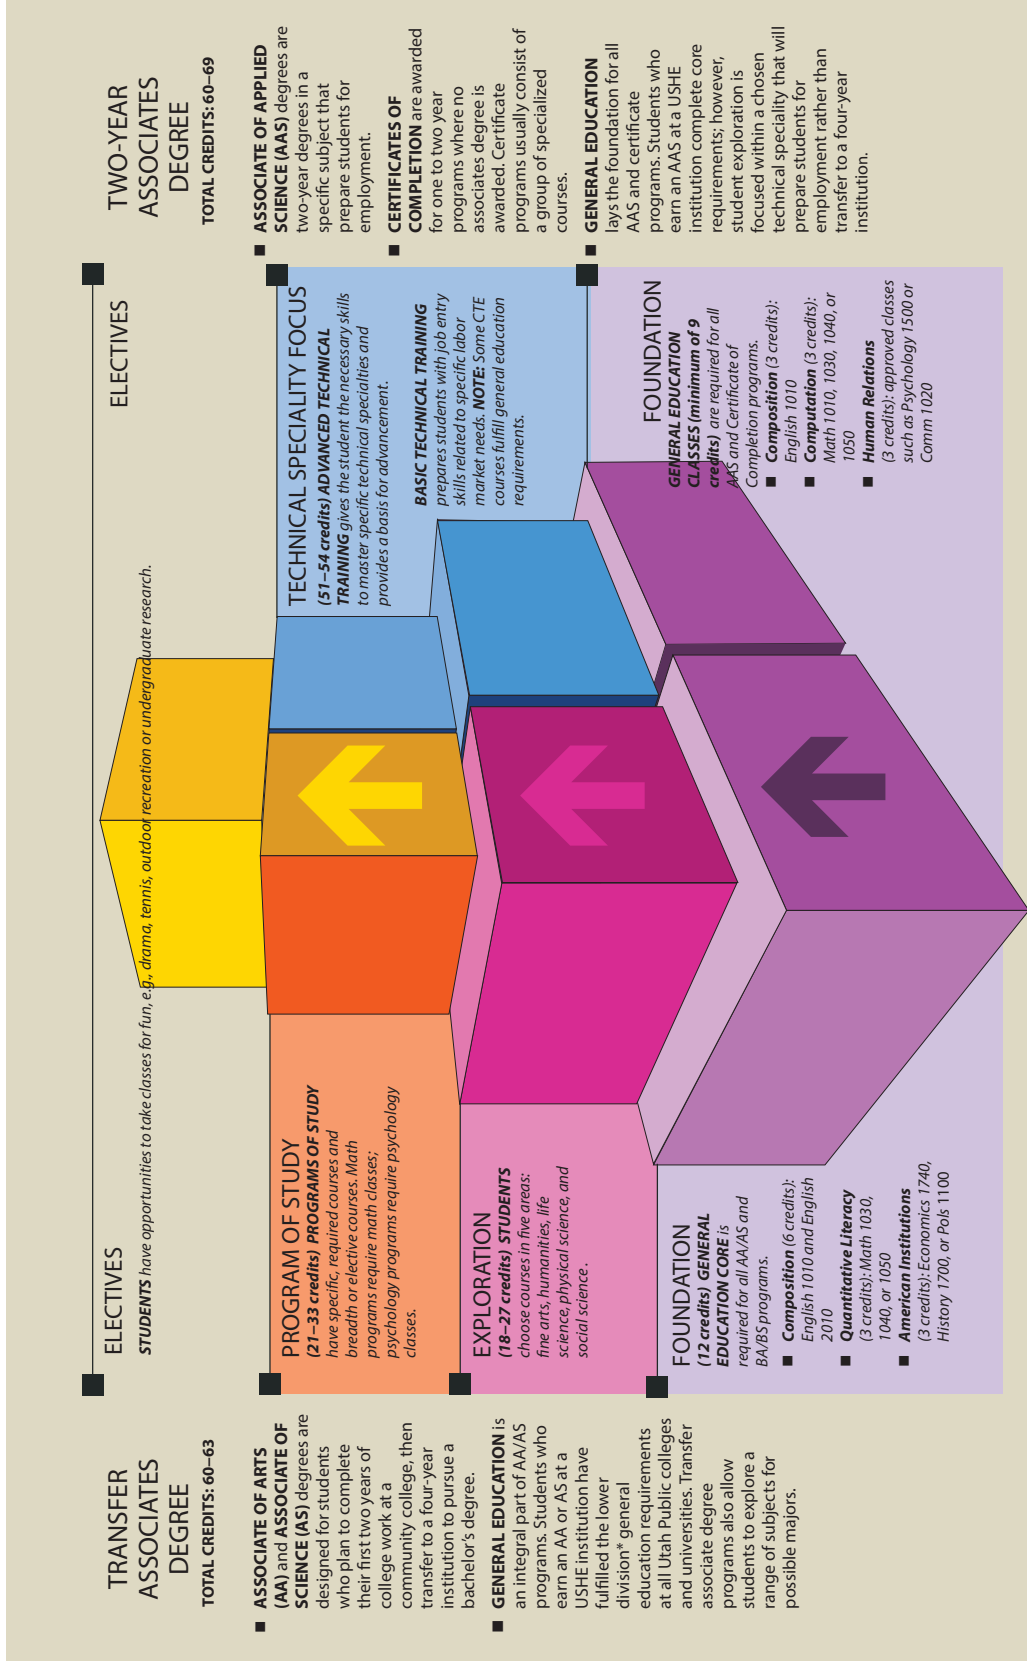 TRANSFER
ASSOCIATES
DEGREE
TOTAL CREDITS: 60–63
■ ASSOCIATE OF ARTS
(AA) and ASSOCIATE OF
SCIENCE (AS) degrees are
designed for students
who plan to complete
their first two years of
college work at a
community college, then
transfer to a four-year
institution to pursue a
bachelor's degree.
■ GENERAL EDUCATION is
an integral part of AA/AS
programs. Students who
earn an AA or AS at a
USHE institution have
fulfilled the lower
division* general
education requirements
at all Utah Public colleges
and universities. Transfer
associate degree
programs also allow
students to explore a
range of subjects for
possible majors.
ELECTIVES
STUDENTS have opportunities to take classes for fun, e.g., drama, tennis, outdoor recreation or undergraduate research.
PROGRAM OF STUDY
(21–33 credits) PROGRAMS OF STUDY
have specific, required courses and
breadth or elective courses. Math
programs require math classes;
psychology programs require psychology
classes.
EXPLORATION
(18–27 credits) STUDENTS
choose courses in five areas:
fine arts, humanities, life
science, physical science, and
social science.
FOUNDATION
(12 credits) GENERAL
EDUCATION CORE is
required for all AA/AS and
BA/BS programs.
■ Composition (6 credits):
English 1010 and English
2010
■ Quantitative Literacy
(3 credits): Math 1030,
1040, or 1050
■ American Institutions
(3 credits): Economics 1740,
History 1700, or Pols 1100
ELECTIVES
TECHNICAL SPECIALITY FOCUS
(51–54 credits) ADVANCED TECHNICAL
TRAINING gives the student the necessary skills
to master specific technical specialties and
provides a basis for advancement.
BASIC TECHNICAL TRAINING
prepares students with job entry
skills related to specific labor
market needs. NOTE: Some CTE
courses fulfill general education
requirements.
FOUNDATION
GENERAL EDUCATION
CLASSES (minimum of 9
credits) are required for all
AAS and Certificate of
Completion programs.
■ Composition (3 credits):
English 1010
■ Computation (3 credits):
Math 1010, 1030, 1040, or
1050
■ Human Relations
(3 credits): approved classes
such as Psychology 1500 or
Comm 1020
TWO-YEAR
ASSOCIATES
DEGREE
TOTAL CREDITS: 60–69
■ ASSOCIATE OF APPLIED
SCIENCE (AAS) degrees are
two-year degrees in a
specific subject that
prepare students for
employment.
■ CERTIFICATES OF
COMPLETION are awarded
for one to two year
programs where no
associates degree is
awarded. Certificate
programs usually consist of
a group of specialized
courses.
■ GENERAL EDUCATION
lays the foundation for all
AAS and certificate
programs. Students who
earn an AAS at a USHE
institution complete core
requirements; however,
student exploration is
focused within a chosen
technical speciality that will
prepare students for
employment rather than
transfer to a four-year
institution.